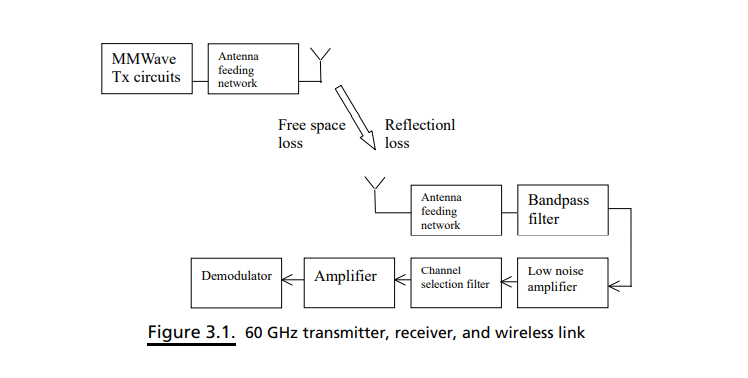 MMWave
Tx circuits
Antenna
feeding
network
Free space
loss
Reflectionl
loss
Antenna
feeding
network
Bandpass
filter
Demodulator
Amplifier
Channel
selection filter
Low noise
amplifier
Figure 3.1. 60 GHz transmitter, receiver, and wireless link